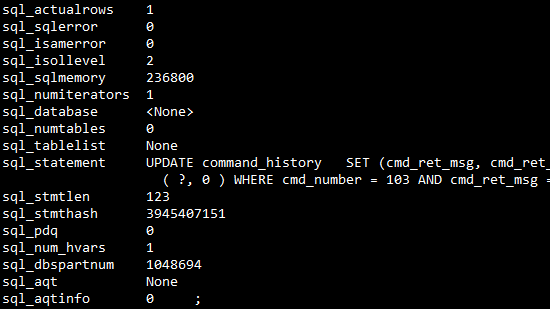 sql_actualrows 1
sql_sqlerror 0
sql_isamerror 0
sql_isollevel 2
sql_sqlmemory 236800
sql_numiterators 1
sql_database <None>
sql_numtables 0
sql_tablelist None
sql_statement UPDATE command_history SET (cmd_ret_msg, cmd_ret_
( ?, 0 ) WHERE cmd_number = 103 AND cmd_ret_msg =
sql_stmtlen 123
sql_stmthash 3945407151
sql_pdq 0
sql_num_hvars 1
sql_dbspartnum 1048694
sql_aqt None
sql_aqtinfo 0 ;